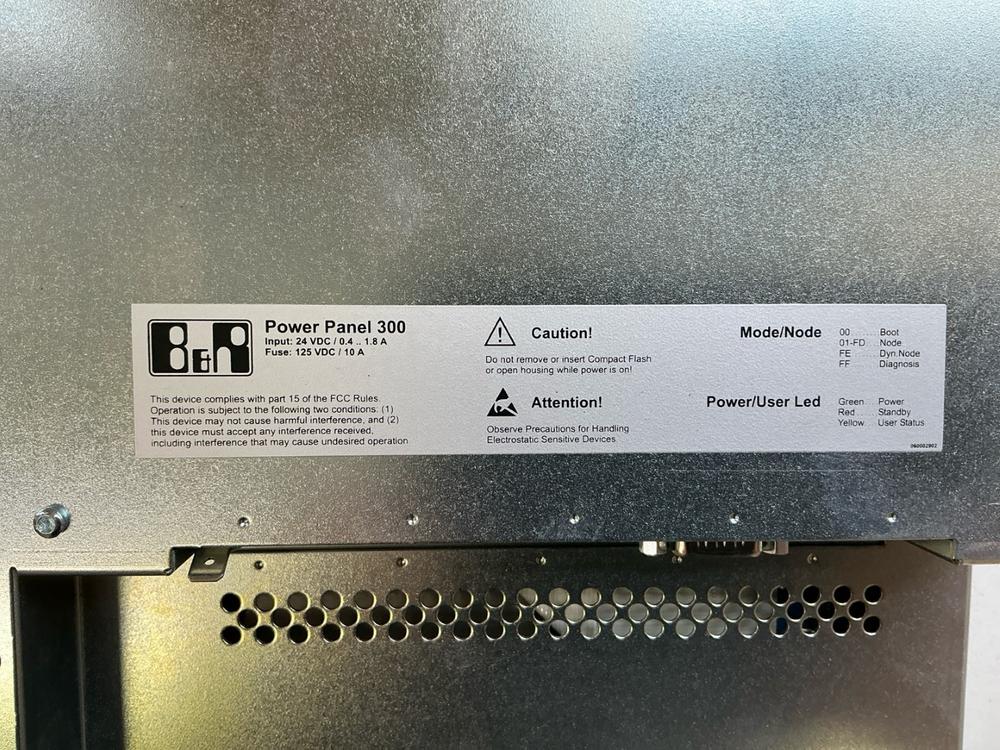 B&R
Power Panel 300
Input: 24 VDC / 0.4 .. 1.8 A
Fuse: 125 VDC / 10 A
This device complies with part 15 of the FCC Rules.
Operation is subject to the following two conditions: (1)
This device may not cause harmful interference, and (2)
this device must accept any interference received,
including interference that may cause undesired operation
Caution!
Do not remove or insert Compact Flash
or open housing while power is on!
Attention!
Observe Precautions for Handling
Electrostatic Sensitive Devices
Mode/Node
00 ........ Boot
01-FD ... Node
FE ........ Dyn.Node
FF ........ Diagnosis
Power/User Led
Green ... Power
Red ...... Standby
Yellow ... User Status